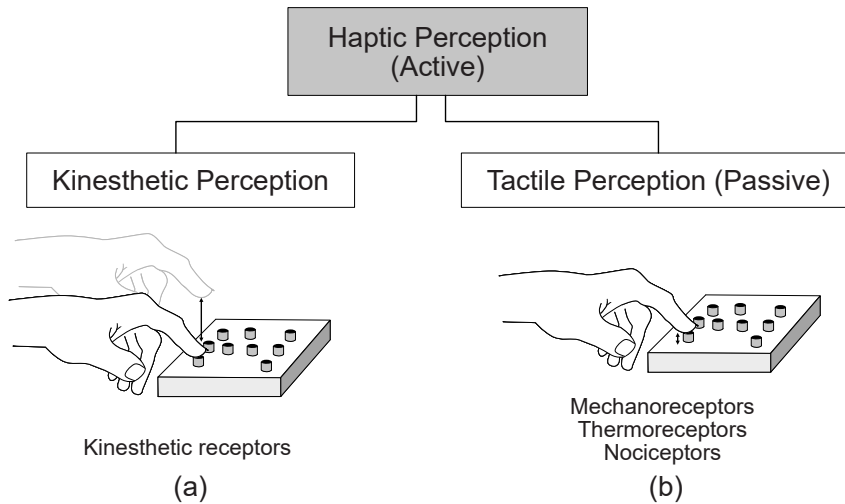 Haptic Perception
(Active)
Kinesthetic Perception
Tactile Perception (Passive)
Kinesthetic receptors
(a)
Mechanoreceptors
Thermoreceptors
Nociceptors
(b)